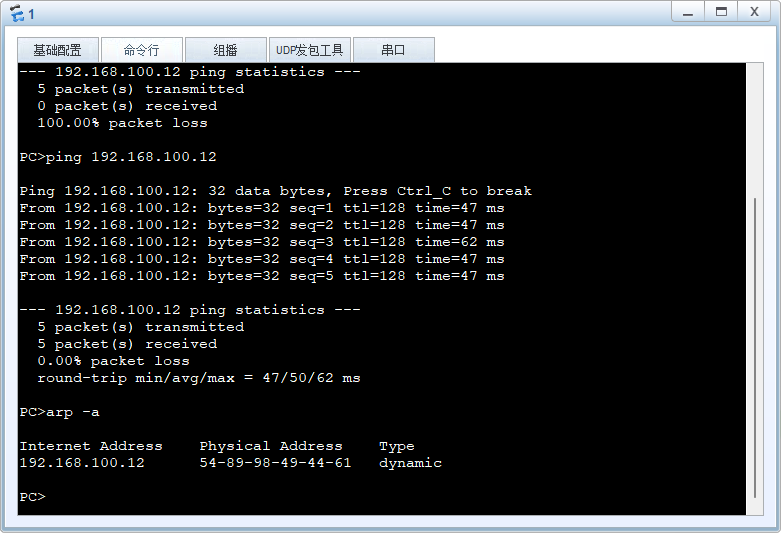 1
基础配置 命令行 组播 UDP发包工具 串口
--- 192.168.100.12 ping statistics ---
  5 packet(s) transmitted
  0 packet(s) received
  100.00% packet loss
PC>ping 192.168.100.12
Ping 192.168.100.12: 32 data bytes, Press Ctrl_C to break
From 192.168.100.12: bytes=32 seq=1 ttl=128 time=47 ms
From 192.168.100.12: bytes=32 seq=2 ttl=128 time=47 ms
From 192.168.100.12: bytes=32 seq=3 ttl=128 time=62 ms
From 192.168.100.12: bytes=32 seq=4 ttl=128 time=47 ms
From 192.168.100.12: bytes=32 seq=5 ttl=128 time=47 ms
--- 192.168.100.12 ping statistics ---
  5 packet(s) transmitted
  5 packet(s) received
  0.00% packet loss
  round-trip min/avg/max = 47/50/62 ms
PC>arp -a
Internet Address    Physical Address    Type
192.168.100.12      54-89-98-49-44-61   dynamic
PC>